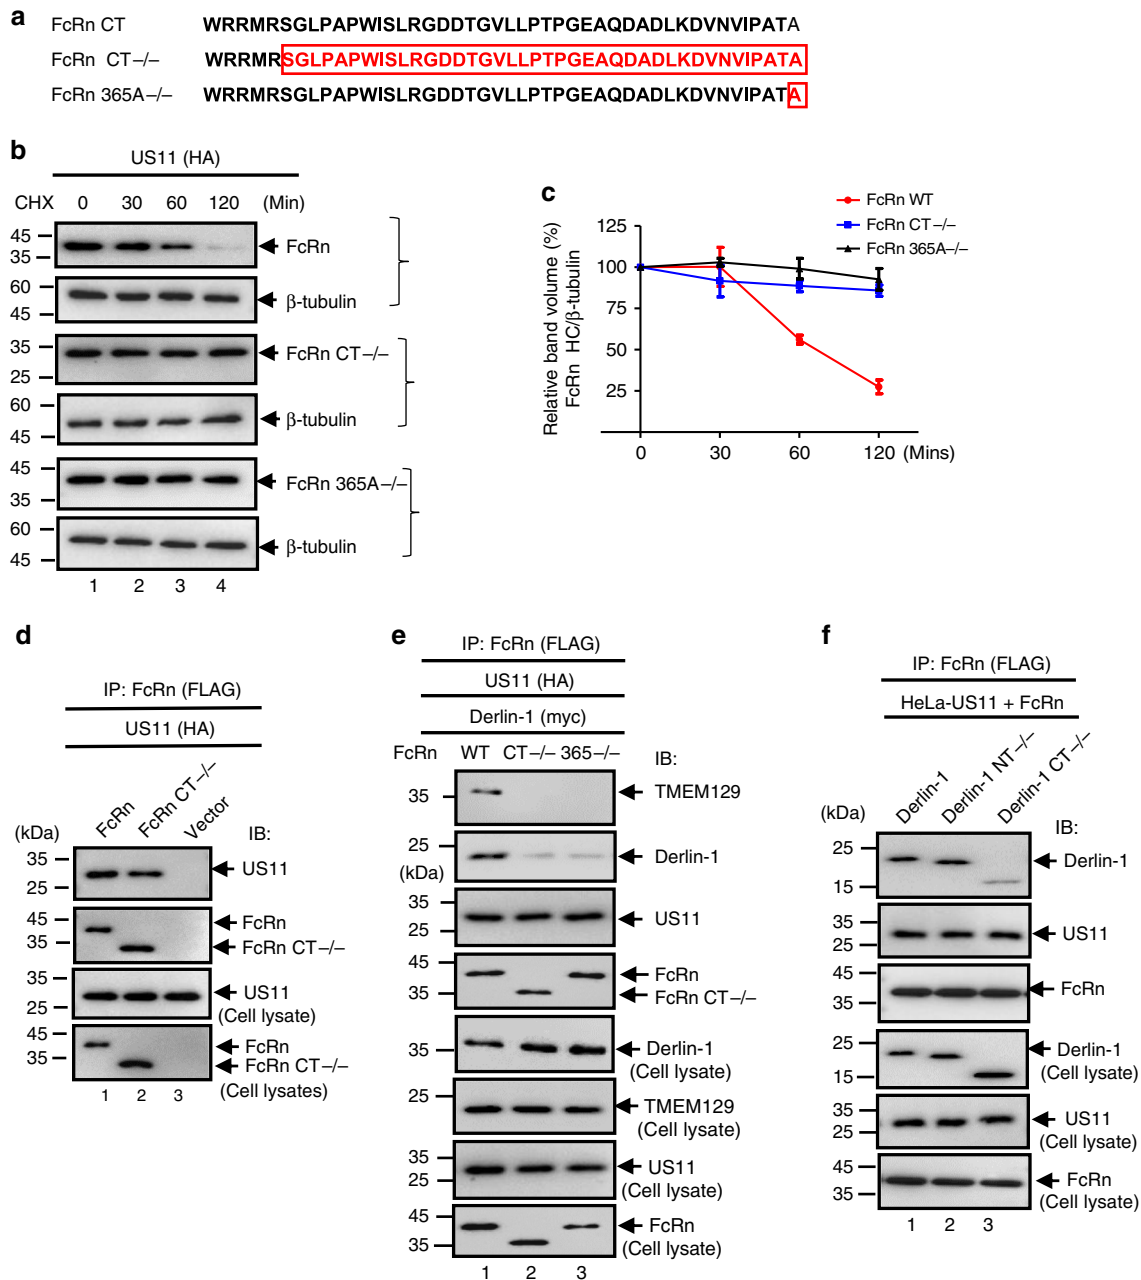 a
FcRn CT WRRMRSGLPAPWISLRGDDTGVLLPTPGEAQDADLKDVNVIPATA
FcRn CT–/– WRRMRSGLPAPWISLRGDDTGVLLPTPGEAQDADLKDVNVIPATA
FcRn 365A–/– WRRMRSGLPAPWISLRGDDTGVLLPTPGEAQDADLKDVNVIPATA
b
US11 (HA)
CHX 0 30 60 120 (Min)
45
35
FcRn
60
45
β-tubulin
35
25
FcRn CT–/–
60
45
β-tubulin
45
35
FcRn 365A–/–
60
45
β-tubulin
1 2 3 4
c
FcRn WT
FcRn CT–/–
FcRn 365A–/–
Relative band volume (%)
FcRn HC/β-tubulin
125
100
75
50
25
0 30 60 120 (Mins)
d
IP: FcRn (FLAG)
US11 (HA)
(kDa) FcRn FcRn CT–/– Vector IB:
35
25
US11
45
35
FcRn
FcRn CT–/–
35
25
US11
(Cell lysate)
45
35
FcRn
FcRn CT–/–
(Cell lysates)
1 2 3
e
IP: FcRn (FLAG)
US11 (HA)
Derlin-1 (myc)
FcRn WT CT–/– 365–/– IB:
35
TMEM129
25
(kDa)
Derlin-1
35
25
US11
45
35
FcRn
FcRn CT–/–
35
Derlin-1
(Cell lysate)
25
TMEM129
(Cell lysate)
35
25
US11
(Cell lysate)
45
35
FcRn
(Cell lysate)
1 2 3
f
IP: FcRn (FLAG)
HeLa-US11 + FcRn
(kDa) Derlin-1 Derlin-1 NT–/– Derlin-1 CT–/– IB:
25
15
Derlin-1
35
25
US11
45
35
FcRn
25
15
Derlin-1
(Cell lysate)
35
25
US11
(Cell lysate)
45
35
FcRn
(Cell lysate)
1 2 3